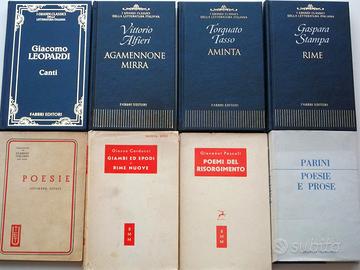 I GRANDI CLASSICI
DELLA
LETTERATURA ITALIANA
Giacomo
LEOPARDI
Canti
FABBRI EDITORI
I GRANDI CLASSICI
DELLA LETTERATURA ITALIANA
Vittorio
Alfieri
AGAMENNONE
MIRRA
FABBRI EDITORI
I GRANDI CLASSICI
DELLA LETTERATURA ITALIANA
Torquato
Tasso
AMINTA
FABBRI EDITORI
I GRANDI CLASSICI
DELLA LETTERATURA ITALIANA
Gaspara
Stampa
RIME
FABBRI EDITORI
POESIE
Giosue Carducci
GIAMBI ED EPODI
E
RIME NUOVE
BMM
Giovanni Pascoli
POEMI DEL
RISORGIMENTO
BMM
PARINI
POESIE
E PROSE
subito.it